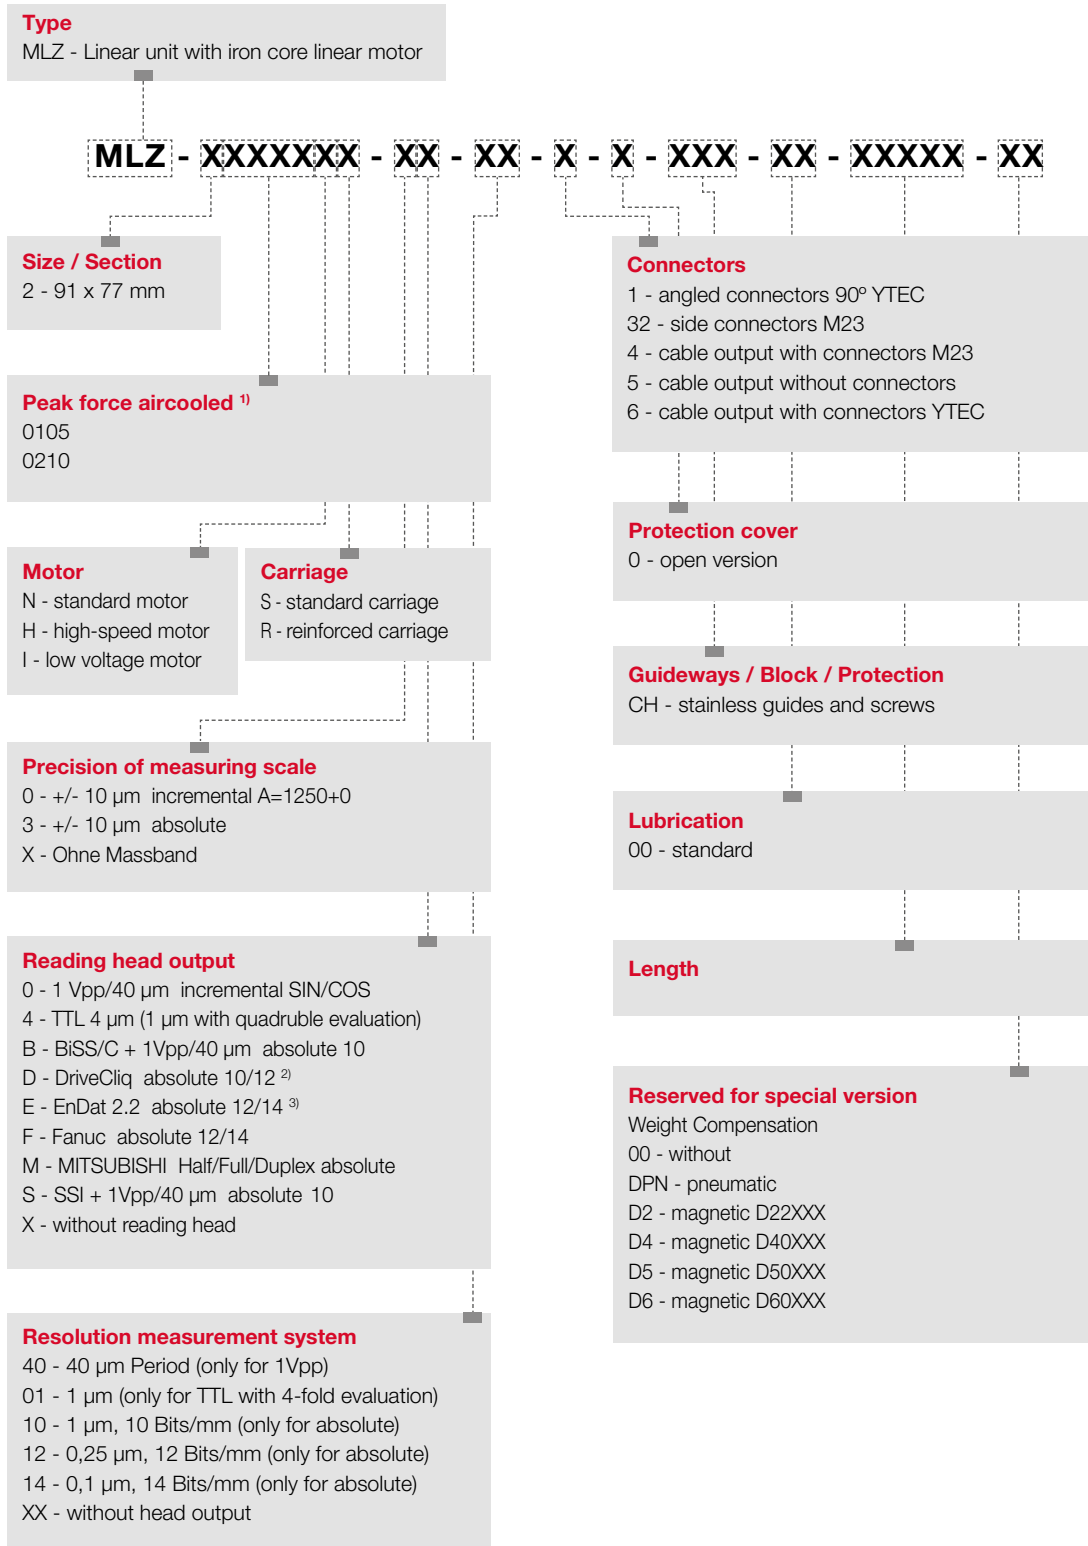 Type
MLZ - Linear unit with iron core linear motor
MLZ - XXXXXXX - XX - XX - X - X - XXX - XX - XXXXX - XX
Size / Section
2 - 91 x 77 mm
Peak force aircooled 1)
0105
0210
Motor
N - standard motor
H - high-speed motor
I - low voltage motor
Carriage
S - standard carriage
R - reinforced carriage
Precision of measuring scale
0 - +/- 10 µm incremental A=1250+0
3 - +/- 10 µm absolute
X - Ohne Massband
Reading head output
0 - 1 Vpp/40 µm incremental SIN/COS
4 - TTL 4 µm (1 µm with quadruble evaluation)
B - BiSS/C + 1Vpp/40 µm absolute 10
D - DriveCliq absolute 10/12 2)
E - EnDat 2.2 absolute 12/14 3)
F - Fanuc absolute 12/14
M - MITSUBISHI Half/Full/Duplex absolute
S - SSI + 1Vpp/40 µm absolute 10
X - without reading head
Resolution measurement system
40 - 40 µm Period (only for 1Vpp)
01 - 1 µm (only for TTL with 4-fold evaluation)
10 - 1 µm, 10 Bits/mm (only for absolute)
12 - 0,25 µm, 12 Bits/mm (only for absolute)
14 - 0,1 µm, 14 Bits/mm (only for absolute)
XX - without head output
Connectors
1 - angled connectors 90º YTEC
32 - side connectors M23
4 - cable output with connectors M23
5 - cable output without connectors
6 - cable output with connectors YTEC
Protection cover
0 - open version
Guideways / Block / Protection
CH - stainless guides and screws
Lubrication
00 - standard
Length
Reserved for special version
Weight Compensation
00 - without
DPN - pneumatic
D2 - magnetic D22XXX
D4 - magnetic D40XXX
D5 - magnetic D50XXX
D6 - magnetic D60XXX